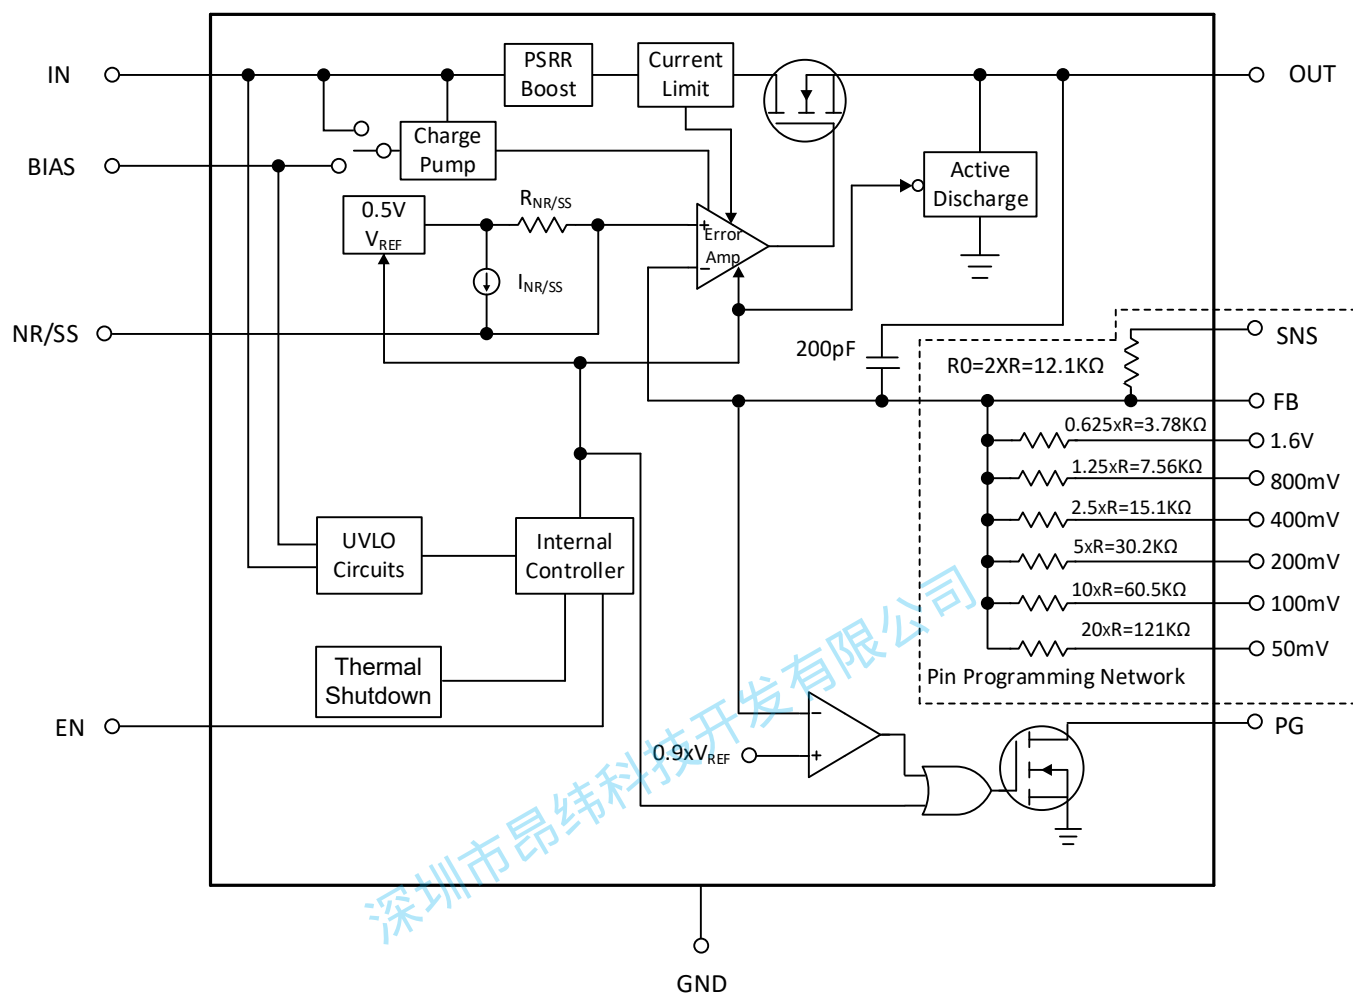 IN
PSRR
Boost
Current
Limit
OUT
BIAS
Charge
Pump
Active
Discharge
0.5V
VREF
RNR/SS
Error
Amp
INR/SS
NR/SS
200pF
SNS
R0=2XR=12.1KΩ
FB
0.625xR=3.78KΩ
1.6V
1.25xR=7.56KΩ
800mV
2.5xR=15.1KΩ
400mV
5xR=30.2KΩ
200mV
10xR=60.5KΩ
100mV
20xR=121KΩ
50mV
Pin Programming Network
UVLO
Circuits
Internal
Controller
Thermal
Shutdown
EN
0.9xVREF
PG
GND
深圳市昂纬科技开发有限公司